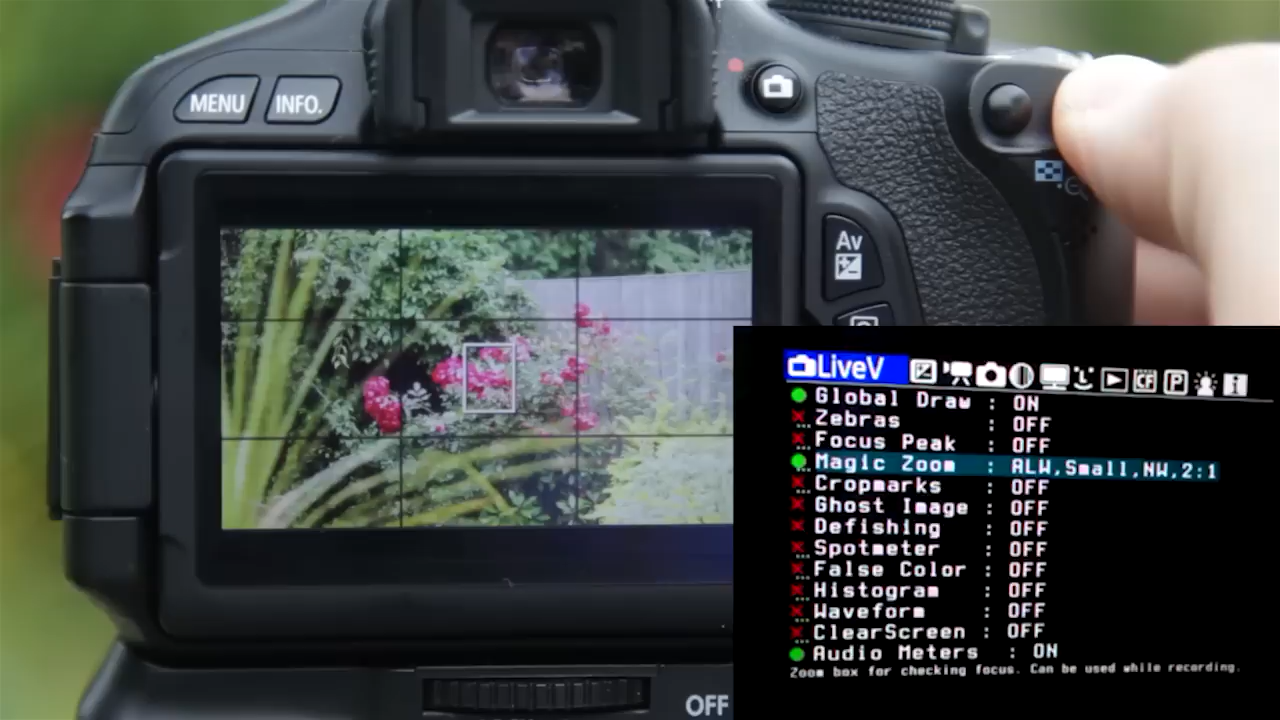 MENU
INFO.
Av
LiveV
CF
P
Global Draw : ON
Zebras : OFF
Focus Peak : OFF
Magic Zoom : ALW,Small,NW,2:1
Cropmarks : OFF
Ghost Image : OFF
Defishing : OFF
Spotmeter : OFF
False Color : OFF
Histogram : OFF
Waveform : OFF
ClearScreen : OFF
Audio Meters : ON
Zoom box for checking focus. Can be used while recording.
OFF